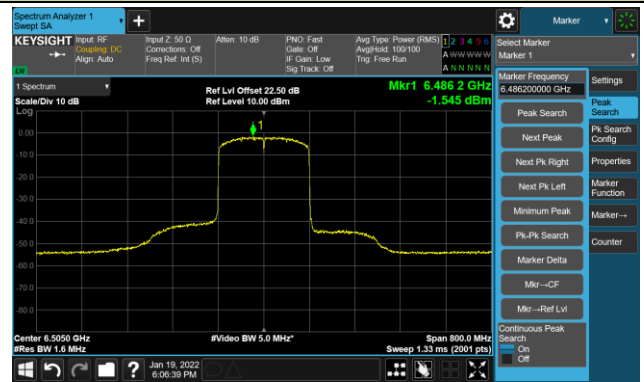 Spectrum Analyzer 1
Swept SA
+
Marker
KEYSIGHT
Input: RF
Coupling: DC
Align: Auto
Input Z: 50 Ω
Corrections: Off
Freq Ref: Int (S)
Atten: 10 dB
PNO: Fast
Gate: Off
IF Gain: Low
Sig Track: Off
Avg Type: Power (RMS)
Avg|Hold: 100/100
Trig: Free Run
1 2 3 4 5 6
A W W W W W
A N N N N N
LXI
Select Marker
Marker 1
1 Spectrum
Scale/Div 10 dB
Log
Ref Lvl Offset 22.50 dB
Ref Level 10.00 dBm
Mkr1 6.486 2 GHz
-1.545 dBm
1
0.00
-10.0
-20.0
-30.0
-40.0
-50.0
-60.0
-70.0
-80.0
Center 6.5050 GHz
#Res BW 1.6 MHz
#Video BW 5.0 MHz*
Span 800.0 MHz
Sweep 1.33 ms (2001 pts)
Marker Frequency
6.486200000 GHz
Peak Search
Next Peak
Next Pk Right
Next Pk Left
Minimum Peak
Pk-Pk Search
Marker Delta
Mkr→CF
Mkr→Ref Lvl
Continuous Peak
Search
On
Off
Settings
Peak
Search
Pk Search
Config
Properties
Marker
Function
Marker→
Counter
?
Jan 19, 2022
6:06:39 PM